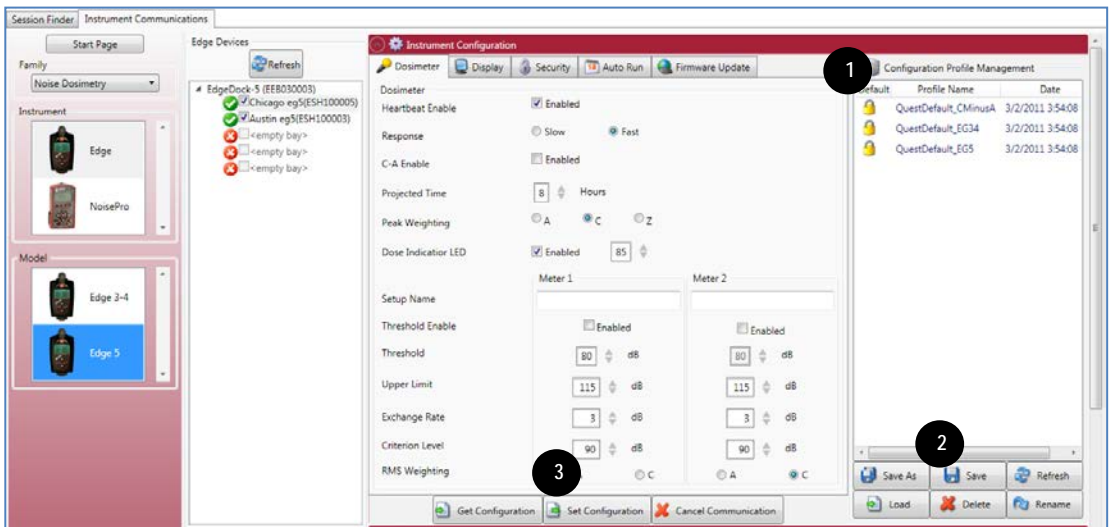 Session Finder Instrument Communications
Start Page
Family
Noise Dosimetry
Instrument
Edge
NoisePro
Model
Edge 3-4
Edge 5
Edge Devices
Refresh
EdgeDock-5 (EEB030003)
Chicago eg5(ESH100005)
Austin eg5(ESH100003)
<empty bay>
<empty bay>
<empty bay>
Instrument Configuration
Dosimeter Display Security Auto Run Firmware Update
Dosimeter
Heartbeat Enable Enabled
Response Slow Fast
C-A Enable Enabled
Projected Time 8 Hours
Peak Weighting A C Z
Dose Indicatior LED Enabled 85
Meter 1 Meter 2
Setup Name
Threshold Enable Enabled Enabled
Threshold 80 dB 80 dB
Upper Limit 115 dB 115 dB
Exchange Rate 3 dB 3 dB
Criterion Level 90 dB 90 dB
RMS Weighting C A C
3
Get Configuration Set Configuration Cancel Communication
1
Configuration Profile Management
Profile Name Date
QuestDefault_CMinusA 3/2/2011 3:54:08
QuestDefault_EG34 3/2/2011 3:54:08
QuestDefault_EG5 3/2/2011 3:54:08
2
Save As Save Refresh
Load Delete Rename